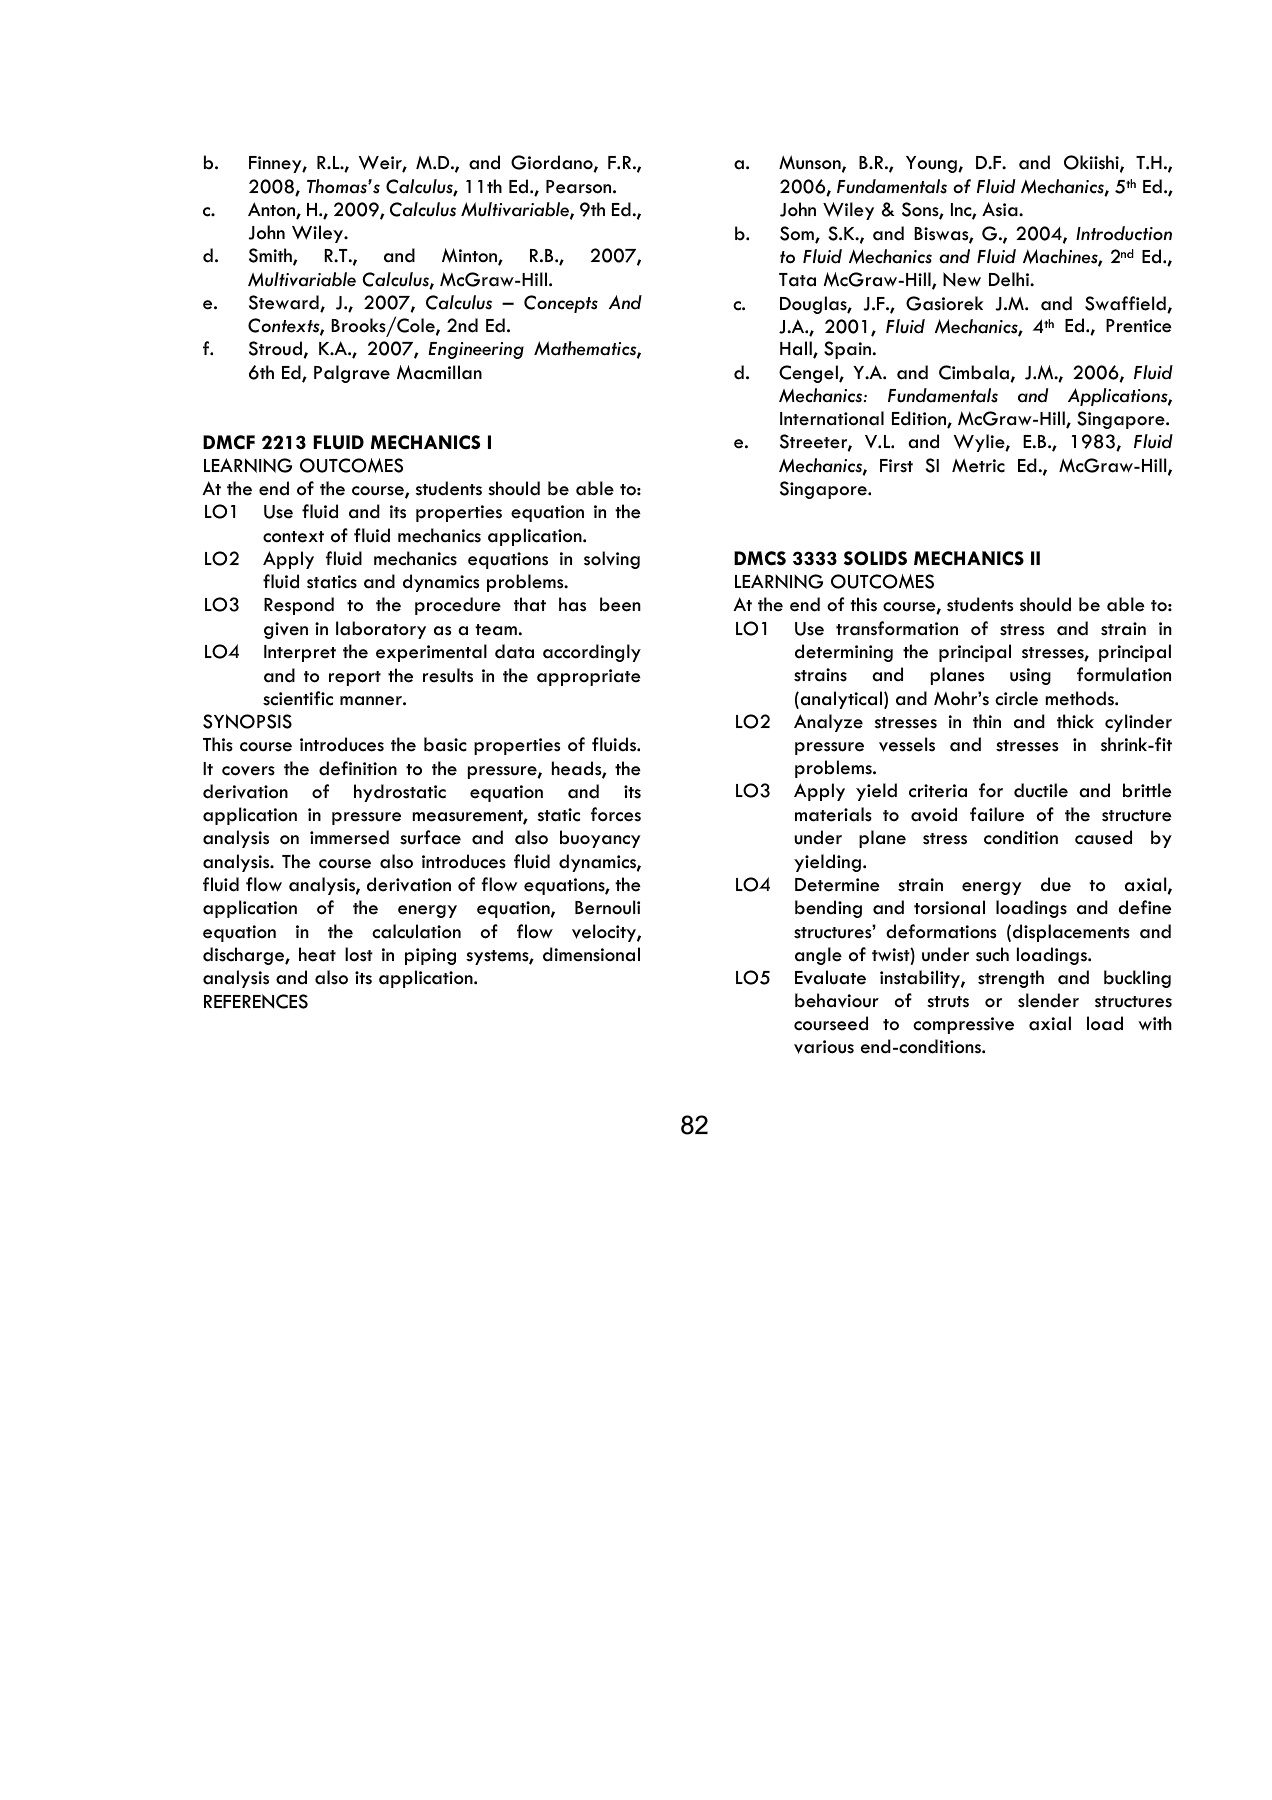 b. Finney, R.L., Weir, M.D., and Giordano, F.R.,
2008, Thomas's Calculus, 11th Ed., Pearson.
c. Anton, H., 2009, Calculus Multivariable, 9th Ed.,
John Wiley.
d. Smith, R.T., and Minton, R.B., 2007,
Multivariable Calculus, McGraw-Hill.
e. Steward, J., 2007, Calculus – Concepts And
Contexts, Brooks/Cole, 2nd Ed.
f. Stroud, K.A., 2007, Engineering Mathematics,
6th Ed, Palgrave Macmillan
DMCF 2213 FLUID MECHANICS I
LEARNING OUTCOMES
At the end of the course, students should be able to:
LO1 Use fluid and its properties equation in the
context of fluid mechanics application.
LO2 Apply fluid mechanics equations in solving
fluid statics and dynamics problems.
LO3 Respond to the procedure that has been
given in laboratory as a team.
LO4 Interpret the experimental data accordingly
and to report the results in the appropriate
scientific manner.
SYNOPSIS
This course introduces the basic properties of fluids.
It covers the definition to the pressure, heads, the
derivation of hydrostatic equation and its
application in pressure measurement, static forces
analysis on immersed surface and also buoyancy
analysis. The course also introduces fluid dynamics,
fluid flow analysis, derivation of flow equations, the
application of the energy equation, Bernouli
equation in the calculation of flow velocity,
discharge, heat lost in piping systems, dimensional
analysis and also its application.
REFERENCES
a. Munson, B.R., Young, D.F. and Okiishi, T.H.,
2006, Fundamentals of Fluid Mechanics, 5th Ed.,
John Wiley & Sons, Inc, Asia.
b. Som, S.K., and Biswas, G., 2004, Introduction
to Fluid Mechanics and Fluid Machines, 2nd Ed.,
Tata McGraw-Hill, New Delhi.
c. Douglas, J.F., Gasiorek J.M. and Swaffield,
J.A., 2001, Fluid Mechanics, 4th Ed., Prentice
Hall, Spain.
d. Cengel, Y.A. and Cimbala, J.M., 2006, Fluid
Mechanics: Fundamentals and Applications,
International Edition, McGraw-Hill, Singapore.
e. Streeter, V.L. and Wylie, E.B., 1983, Fluid
Mechanics, First SI Metric Ed., McGraw-Hill,
Singapore.
DMCS 3333 SOLIDS MECHANICS II
LEARNING OUTCOMES
At the end of this course, students should be able to:
LO1 Use transformation of stress and strain in
determining the principal stresses, principal
strains and planes using formulation
(analytical) and Mohr's circle methods.
LO2 Analyze stresses in thin and thick cylinder
pressure vessels and stresses in shrink-fit
problems.
LO3 Apply yield criteria for ductile and brittle
materials to avoid failure of the structure
under plane stress condition caused by
yielding.
LO4 Determine strain energy due to axial,
bending and torsional loadings and define
structures' deformations (displacements and
angle of twist) under such loadings.
LO5 Evaluate instability, strength and buckling
behaviour of struts or slender structures
courseed to compressive axial load with
various end-conditions.
82